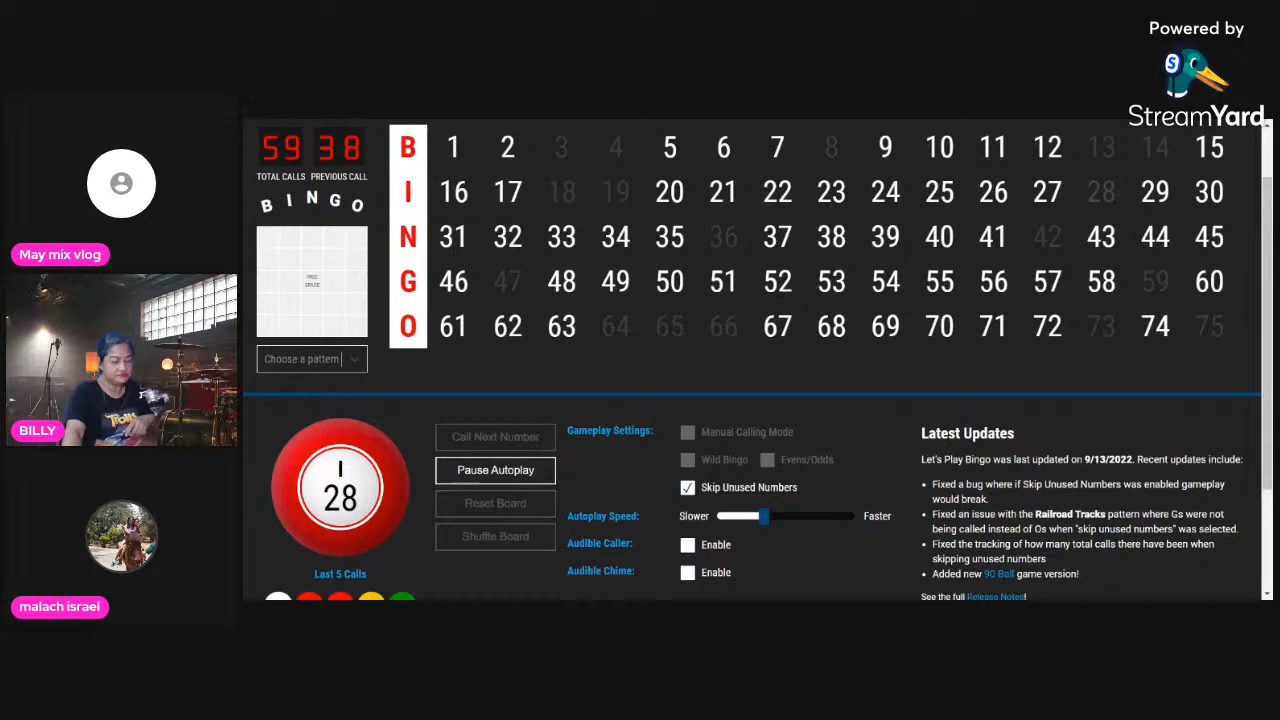 Powered by
S
StreamYard
59 38
TOTAL CALLS PREVIOUS CALL
B I N G O
FREE
SPACE
Choose a pattern
B 1 2 3 4 5 6 7 8 9 10 11 12 13 14 15
I 16 17 18 19 20 21 22 23 24 25 26 27 28 29 30
N 31 32 33 34 35 36 37 38 39 40 41 42 43 44 45
G 46 47 48 49 50 51 52 53 54 55 56 57 58 59 60
O 61 62 63 64 65 66 67 68 69 70 71 72 73 74 75
May mix vlog
TROLLS
BILLY
malach israel
I
28
Last 5 Calls
Call Next Number
Pause Autoplay
Reset Board
Shuffle Board
Gameplay Settings:
Manual Calling Mode
Wild Bingo Evens/Odds
Skip Unused Numbers
Autoplay Speed: Slower Faster
Audible Caller: Enable
Audible Chime: Enable
Latest Updates
Let's Play Bingo was last updated on 9/13/2022. Recent updates include:
Fixed a bug where if Skip Unused Numbers was enabled gameplay
would break.
Fixed an issue with the Railroad Tracks pattern where Gs were not
being called instead of Os when "skip unused numbers" was selected.
Fixed the tracking of how many total calls there have been when
skipping unused numbers
Added new 90 Ball game version!
See the full Release Notes!